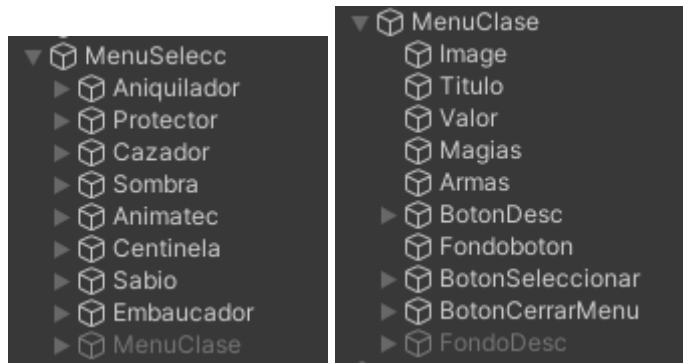 MenuSelecc
Aniquilador
Protector
Cazador
Sombra
Animatec
Centinela
Sabio
Embaucador
MenuClase
MenuClase
Image
Titulo
Valor
Magias
Armas
BotonDesc
Fondoboton
BotonSeleccionar
BotonCerrarMenu
FondoDesc